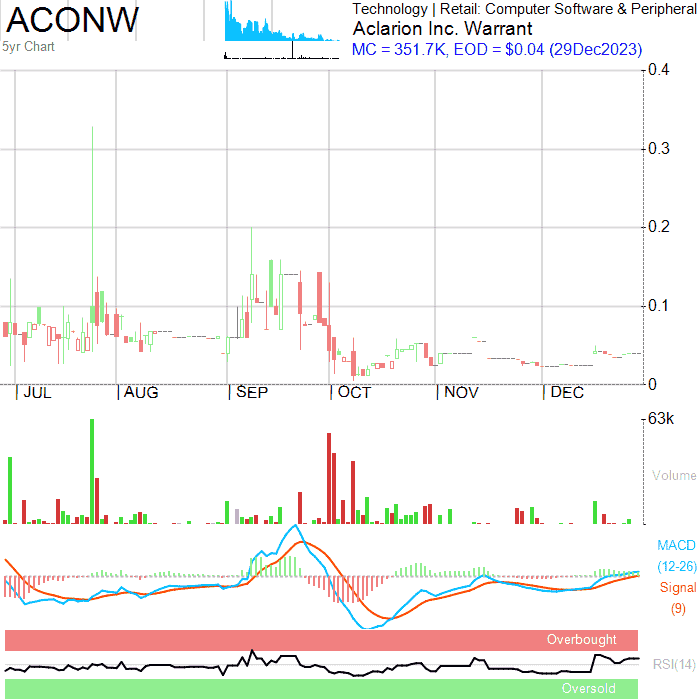 ACONW
5yr Chart
Technology | Retail: Computer Software & Peripheral
Aclarion Inc. Warrant
MC = 351.7K, EOD = $0.04 (29Dec2023)
0.4
0.3
0.2
0.1
0
JUL AUG SEP OCT NOV DEC
63k
Volume
MACD
(12-26)
Signal
(9)
Overbought
RSI(14)
Oversold